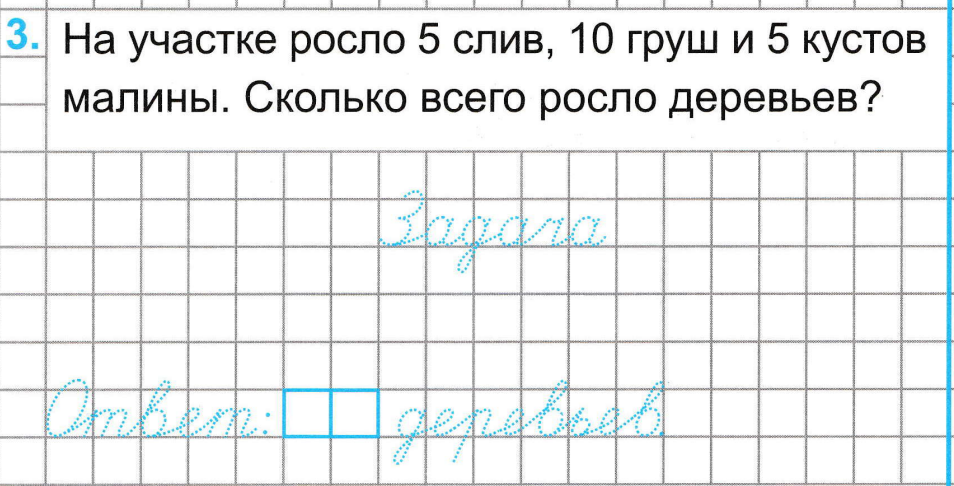 3. На участке росло 5 слив, 10 груш и 5 кустов
малины. Сколько всего росло деревьев?
Задача
Ответ: деревьев.